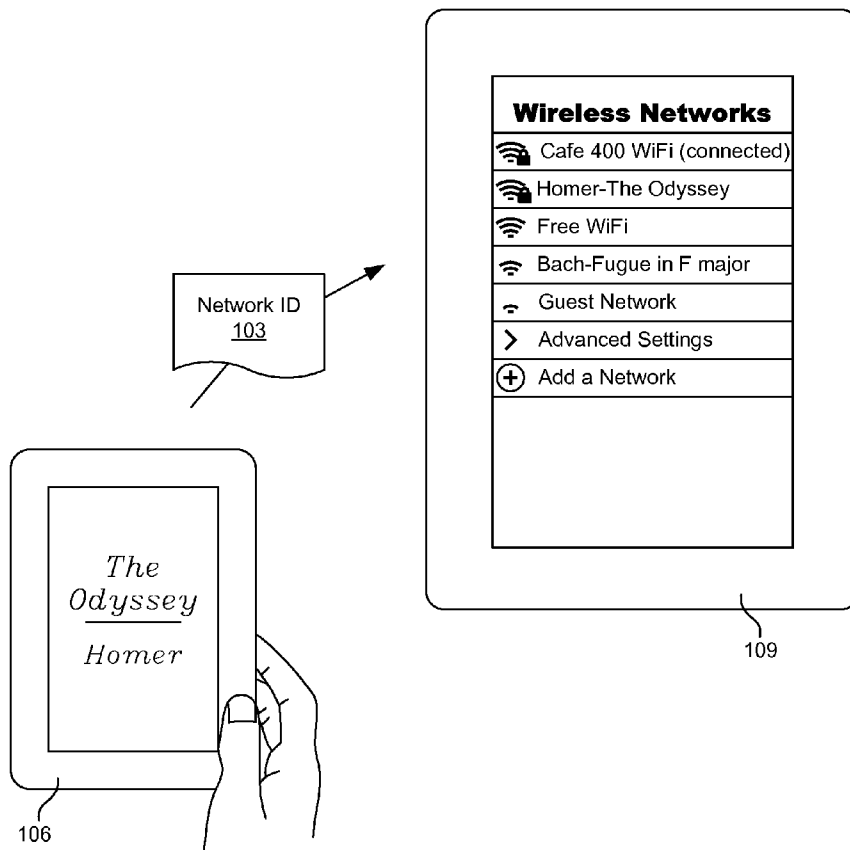 Wireless Networks
Cafe 400 WiFi (connected)
Homer-The Odyssey
Free WiFi
Bach-Fugue in F major
Guest Network
Advanced Settings
Add a Network
Network ID
103
The
Odyssey
Homer
109
106